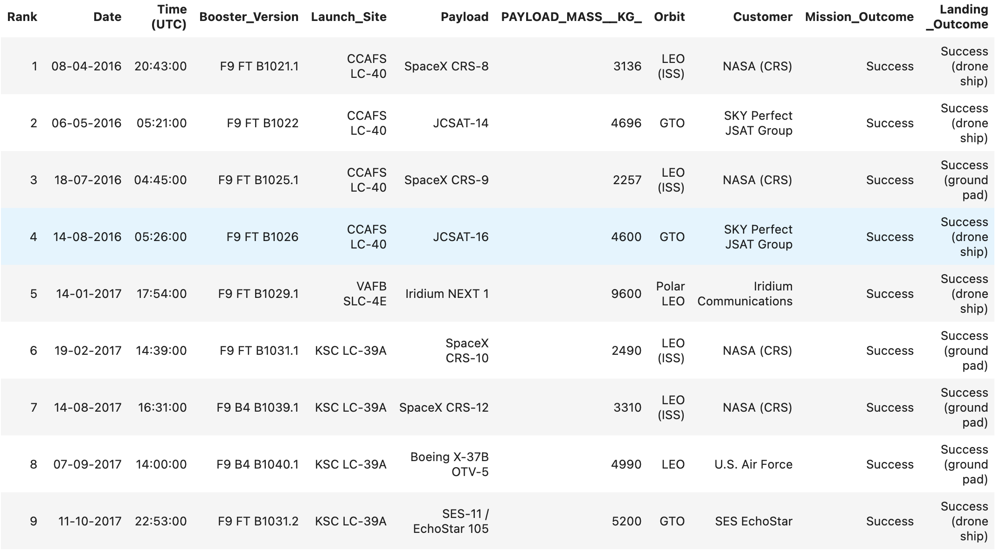 Rank Date Time (UTC) Booster_Version Launch_Site Payload PAYLOAD_MASS__KG_ Orbit Customer Mission_Outcome Landing _Outcome
1 08-04-2016 20:43:00 F9 FT B1021.1 CCAFS LC-40 SpaceX CRS-8 3136 LEO (ISS) NASA (CRS) Success Success (drone ship)
2 06-05-2016 05:21:00 F9 FT B1022 CCAFS LC-40 JCSAT-14 4696 GTO SKY Perfect JSAT Group Success Success (drone ship)
3 18-07-2016 04:45:00 F9 FT B1025.1 CCAFS LC-40 SpaceX CRS-9 2257 LEO (ISS) NASA (CRS) Success Success (ground pad)
4 14-08-2016 05:26:00 F9 FT B1026 CCAFS LC-40 JCSAT-16 4600 GTO SKY Perfect JSAT Group Success Success (drone ship)
5 14-01-2017 17:54:00 F9 FT B1029.1 VAFB SLC-4E Iridium NEXT 1 9600 Polar LEO Iridium Communications Success Success (drone ship)
6 19-02-2017 14:39:00 F9 FT B1031.1 KSC LC-39A SpaceX CRS-10 2490 LEO (ISS) NASA (CRS) Success Success (ground pad)
7 14-08-2017 16:31:00 F9 B4 B1039.1 KSC LC-39A SpaceX CRS-12 3310 LEO (ISS) NASA (CRS) Success Success (ground pad)
8 07-09-2017 14:00:00 F9 B4 B1040.1 KSC LC-39A Boeing X-37B OTV-5 4990 LEO U.S. Air Force Success Success (ground pad)
9 11-10-2017 22:53:00 F9 FT B1031.2 KSC LC-39A SES-11 / EchoStar 105 5200 GTO SES EchoStar Success Success (drone ship)